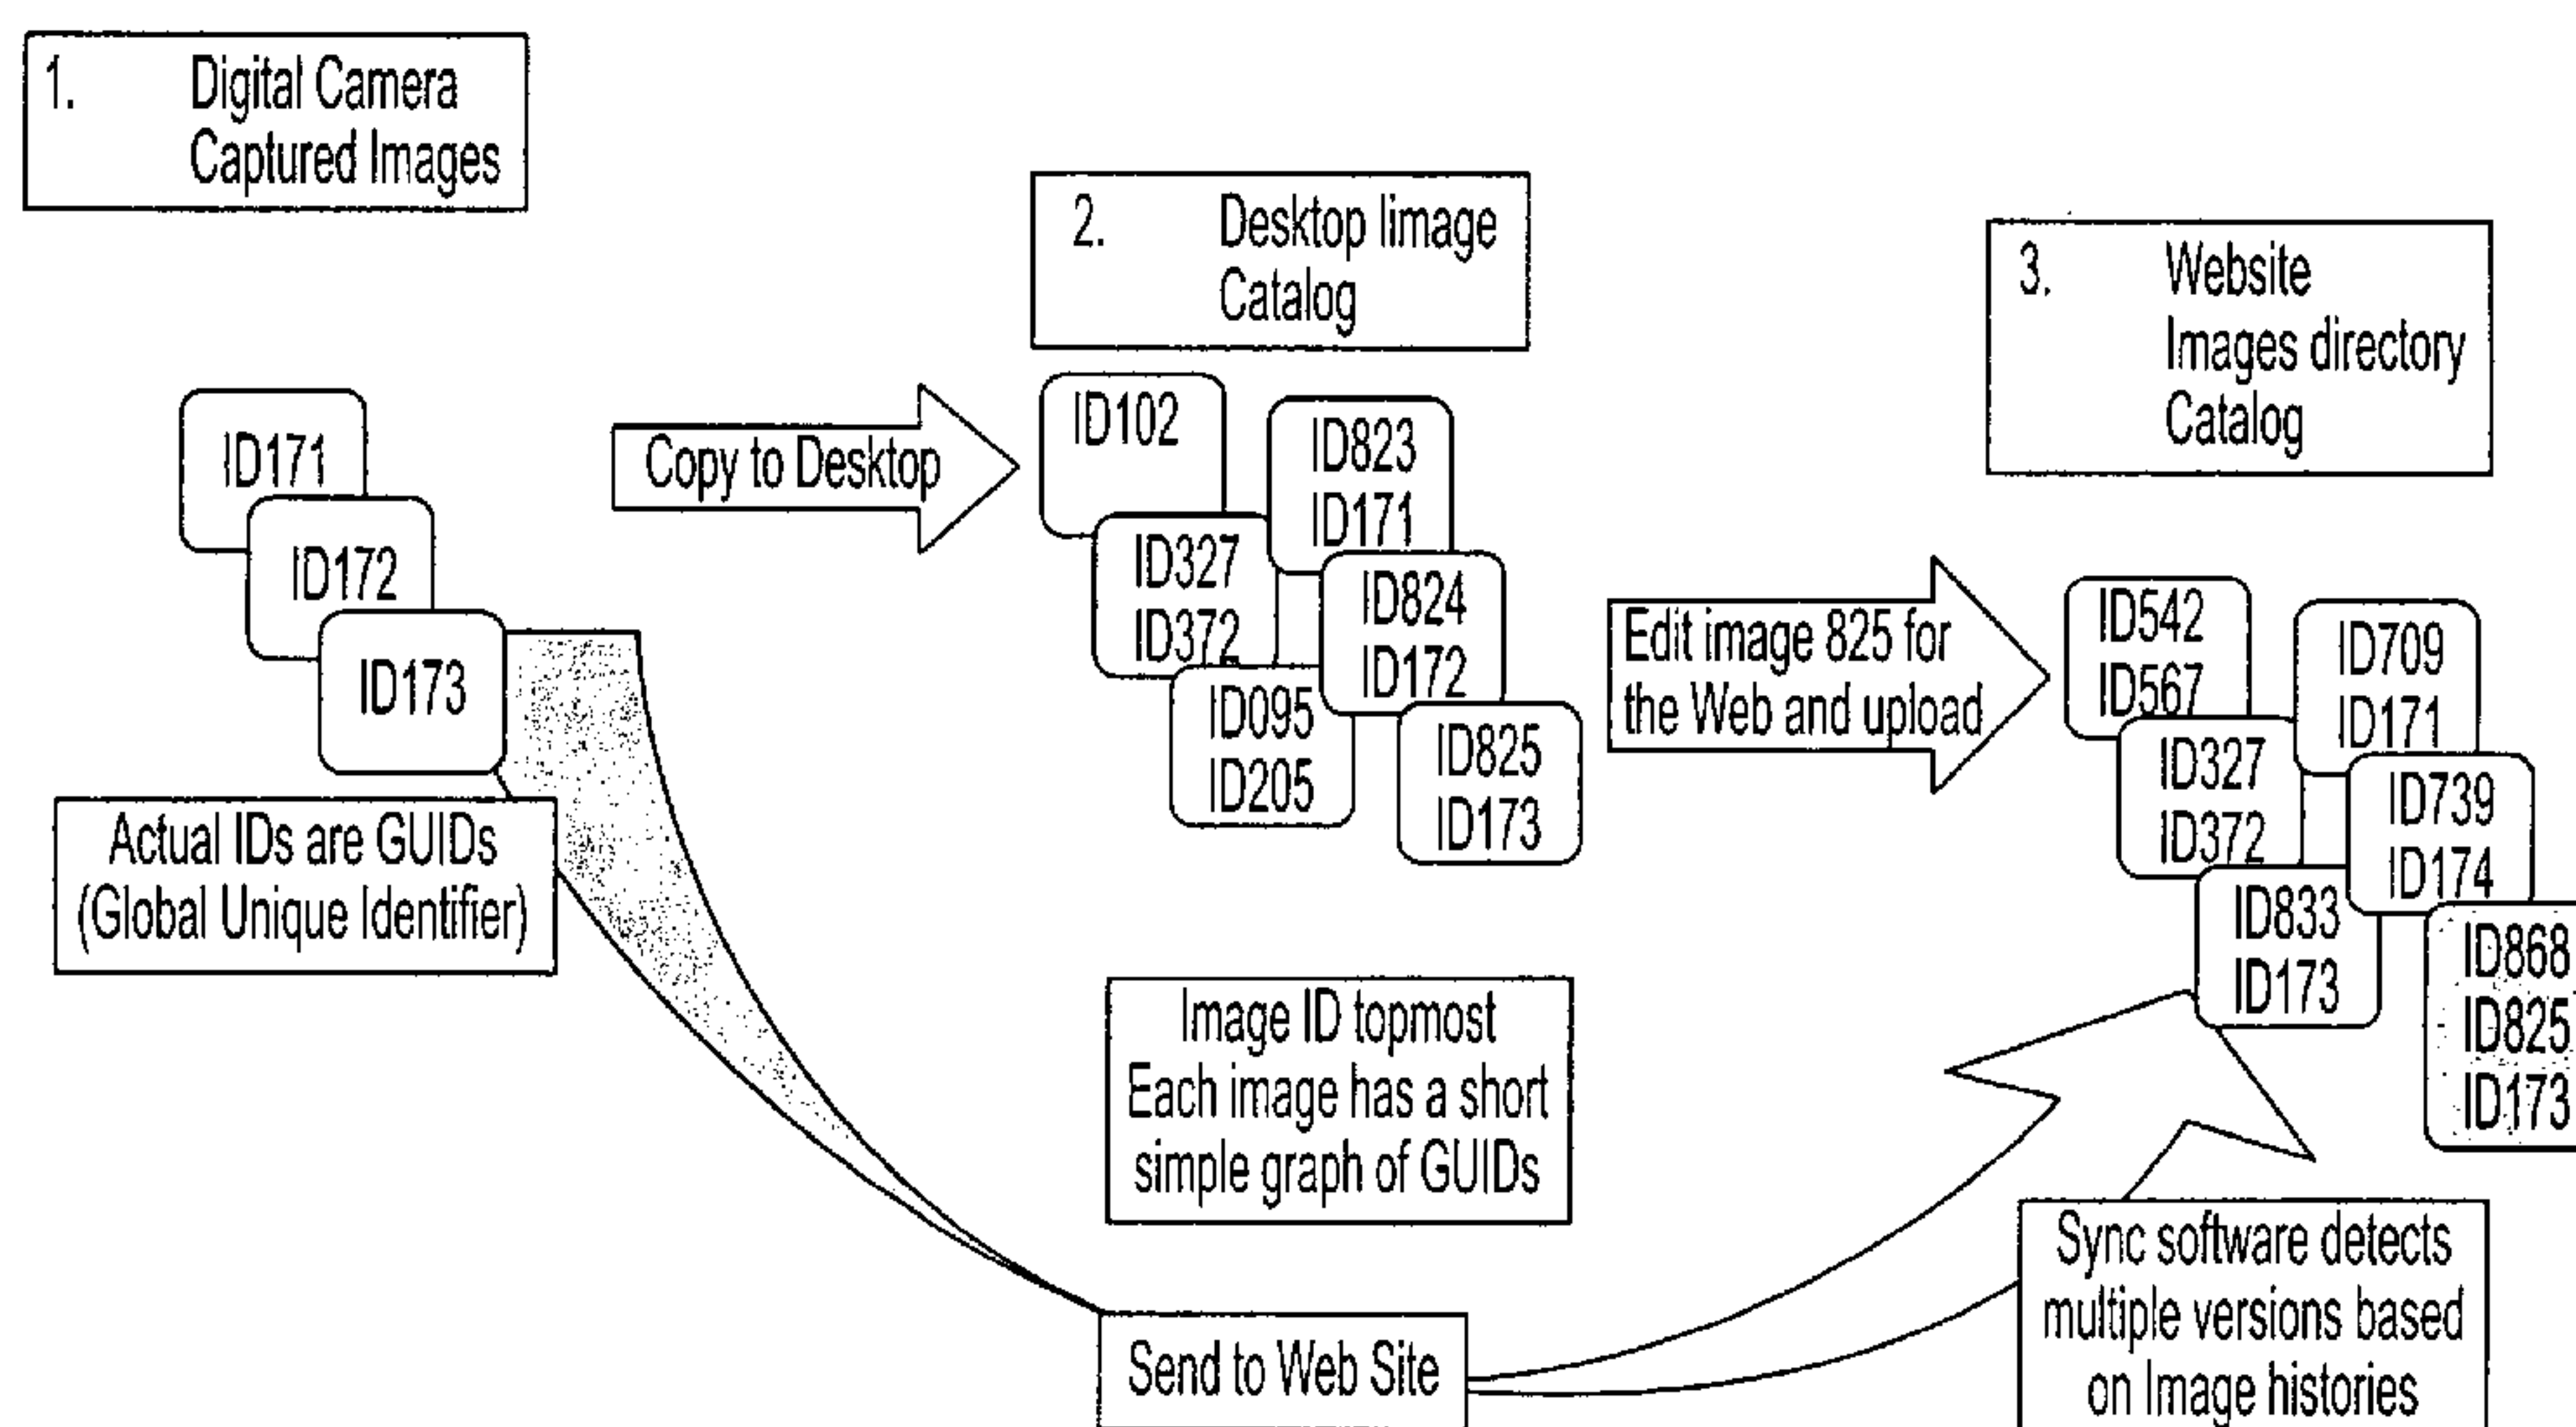 1. Digital Camera
Captured Images
2. Desktop Iimage
Catalog
3. Website
Images directory
Catalog
ID171
ID172
ID173
Copy to Desktop
ID102
ID327
ID372
ID095
ID205
ID823
ID171
ID824
ID172
ID825
ID173
Edit image 825 for
the Web and upload
ID542
ID567
ID327
ID372
ID833
ID173
ID709
ID171
ID739
ID174
ID868
ID825
ID173
Actual IDs are GUIDs
(Global Unique Identifier)
Image ID topmost
Each image has a short
simple graph of GUIDs
Send to Web Site
Sync software detects
multiple versions based
on Image histories